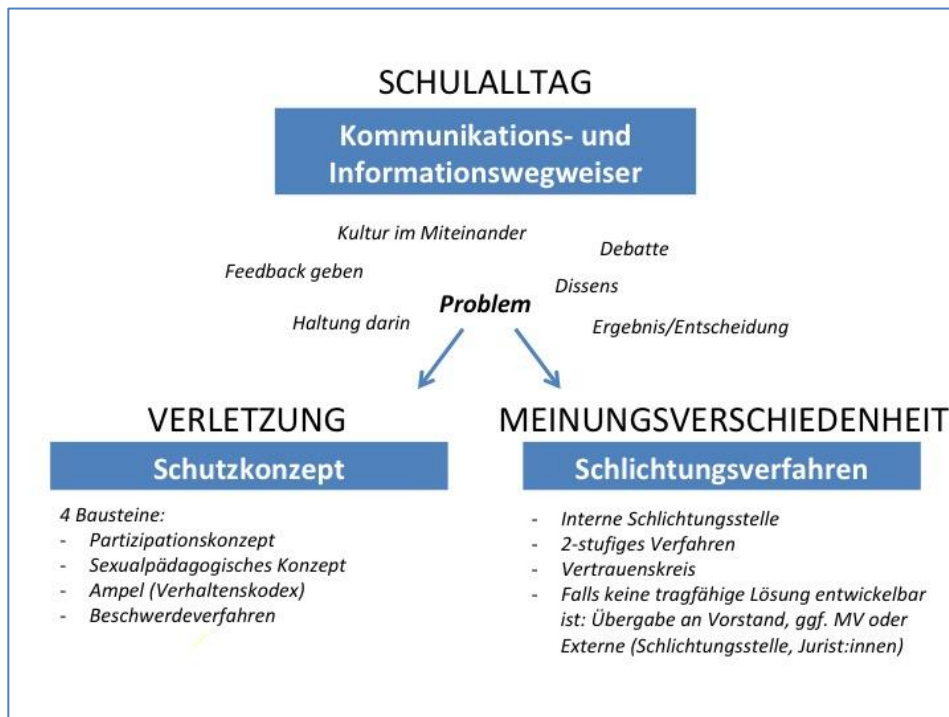 SCHULALLTAG
Kommunikations- und
Informationswegweiser
Kultur im Miteinander
Debatte
Feedback geben
Dissens
Problem
Haltung darin
Ergebnis/Entscheidung
VERLETZUNG
Schutzkonzept
4 Bausteine:
- Partizipationskonzept
- Sexualpädagogisches Konzept
- Ampel (Verhaltenskodex)
- Beschwerdeverfahren
MEINUNGSVERSCHIEDENHEIT
Schlichtungsverfahren
- Interne Schlichtungsstelle
- 2-stufiges Verfahren
- Vertrauenskreis
- Falls keine tragfähige Lösung entwickelbar
ist: Übergabe an Vorstand, ggf. MV oder
Externe (Schlichtungsstelle, Jurist:innen)